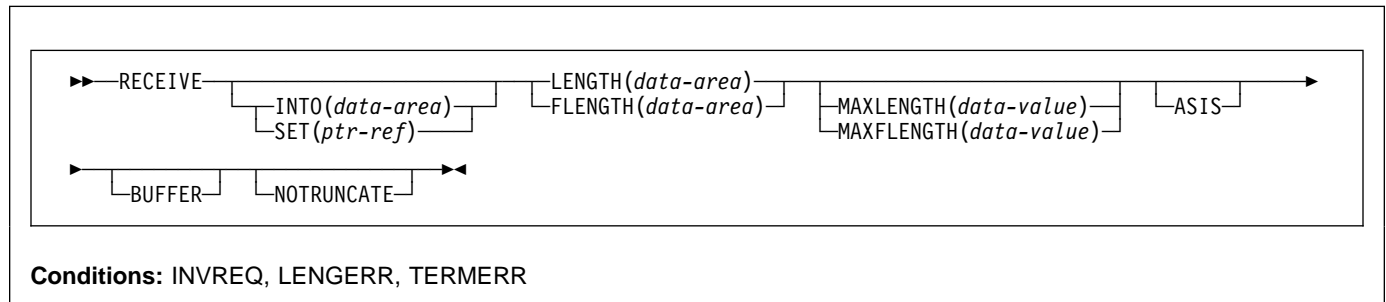 ▶▶──RECEIVE──INTO(data-area)──LENGTH(data-area)──MAXLENGTH(data-value)──ASIS──▶
SET(ptr-ref)──FLENGTH(data-area)──MAXFLENGTH(data-value)
▶──BUFFER──NOTRUNCATE──▶◀
Conditions: INVREQ, LENGERR, TERMERR